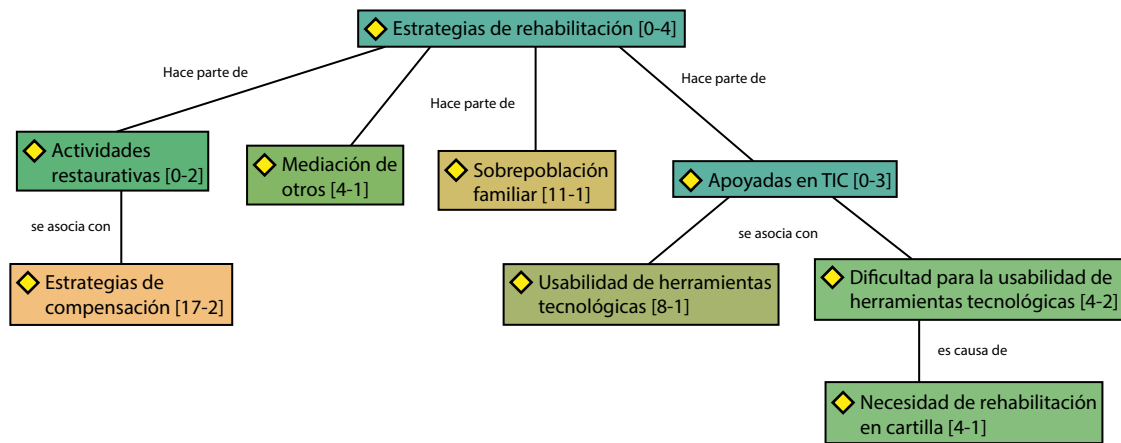 Estrategias de rehabilitación [0-4]
Hace parte de
Hace parte de
Hace parte de
Actividades
restaurativas [0-2]
Mediación de
otros [4-1]
Sobrepoblación
familiar [11-1]
Apoyadas en TIC [0-3]
se asocia con
se asocia con
Estrategias de
compensación [17-2]
Usabilidad de herramientas
tecnológicas [8-1]
Dificultad para la usabilidad de
herramientas tecnológicas [4-2]
es causa de
Necesidad de rehabilitación
en cartilla [4-1]